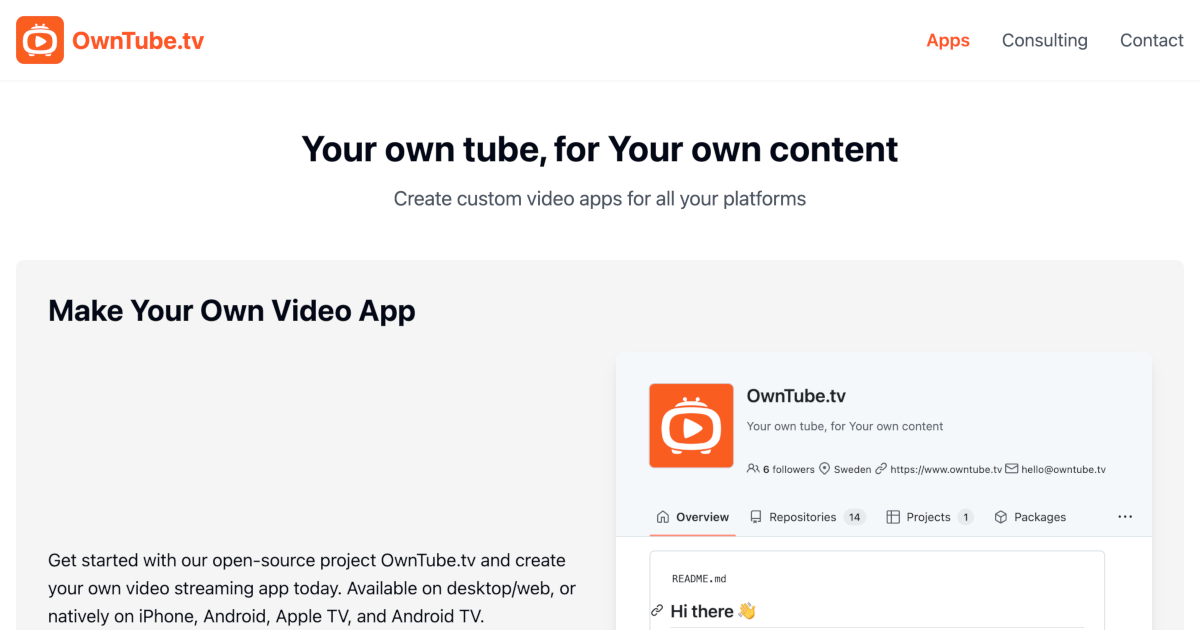 OwnTube.tv
Apps Consulting Contact
Your own tube, for Your own content
Create custom video apps for all your platforms
Make Your Own Video App
Get started with our open-source project OwnTube.tv and create
your own video streaming app today. Available on desktop/web, or
natively on iPhone, Android, Apple TV, and Android TV.
OwnTube.tv
Your own tube, for Your own content
6 followers Sweden https://www.owntube.tv hello@owntube.tv
Overview Repositories 14 Projects 1 Packages ···
README.md
Hi there 👋